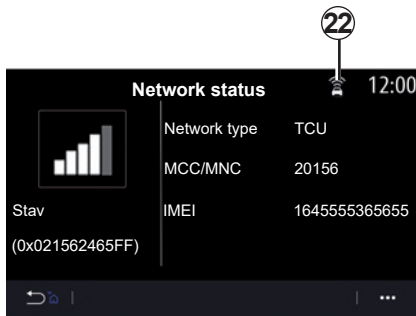 22
Network status 12:00
Network type TCU
MCC/MNC 20156
Stav IMEI 1645555365655
(0x021562465FF)